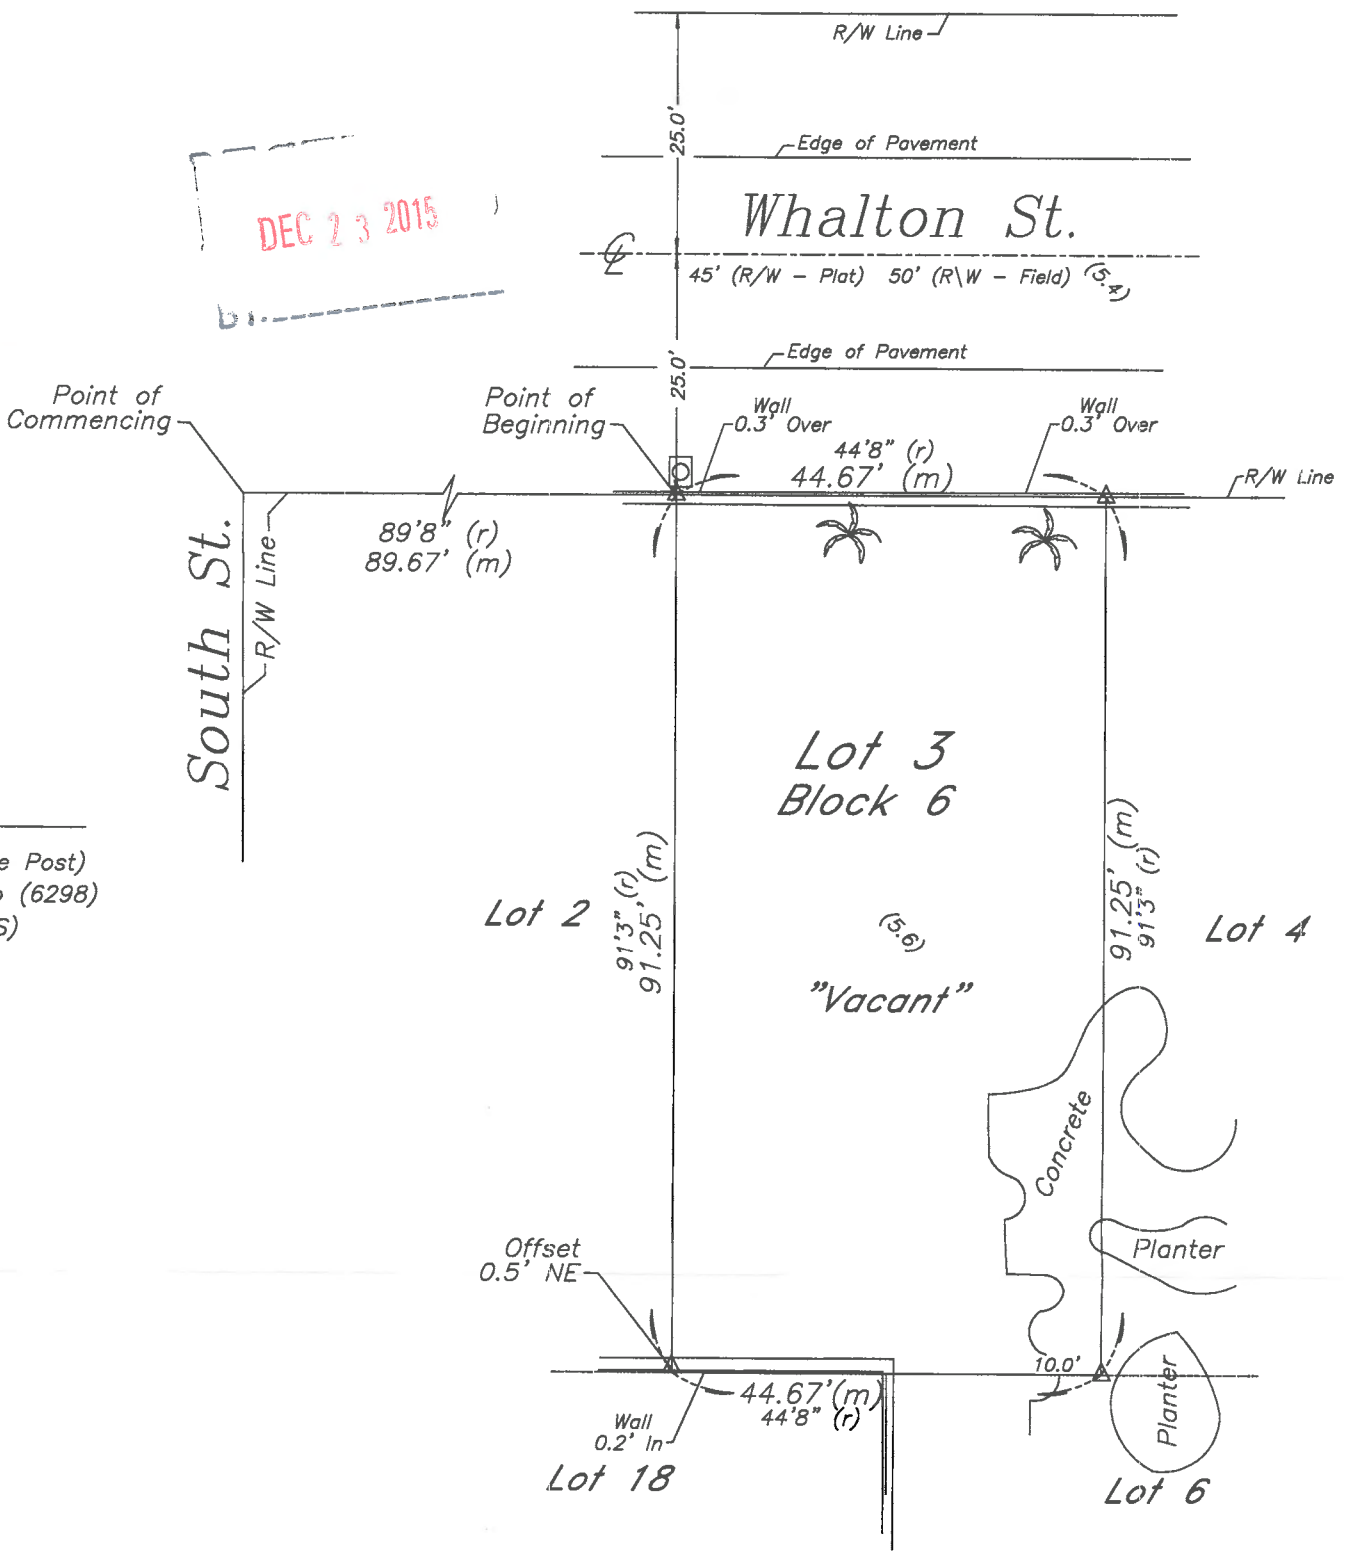 R/W Line
25.0'
Edge of Pavement
DEC 2 3 2015
Whalton St.
45' (R/W - Plat) 50' (R\W - Field) (5.4)
Edge of Pavement
25.0'
Point of
Commencing
Point of
Beginning
Wall
0.3' Over
Wall
0.3' Over
44'8" (r)
44.67' (m)
R/W Line
89'8" (r)
89.67' (m)
South St.
R/W Line
Lot 3
Block 6
e Post)
(6298)
Lot 2
91'3" (r)
91.25' (m)
(5.6)
91.25' (m)
91'3" (r)
Lot 4
"Vacant"
Concrete
Planter
Offset
0.5' NE
10.0'
44.67'(m)
44'8" (r)
Wall
0.2' In
Planter
Lot 18
Lot 6